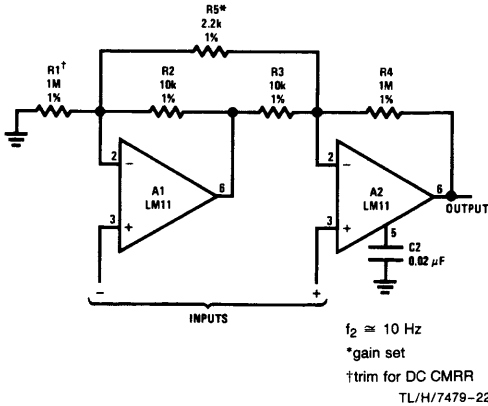 R5*
2.2k
1%
R1†
1M
1%
R2
10k
1%
R3
10k
1%
R4
1M
1%
2
−
A1
LM11
6
3
+
2
−
A2
LM11
6
OUTPUT
3
+
5
C2
0.02 µF
−
+
INPUTS
f₂ ≅ 10 Hz
*gain set
†trim for DC CMRR
TL/H/7479-22